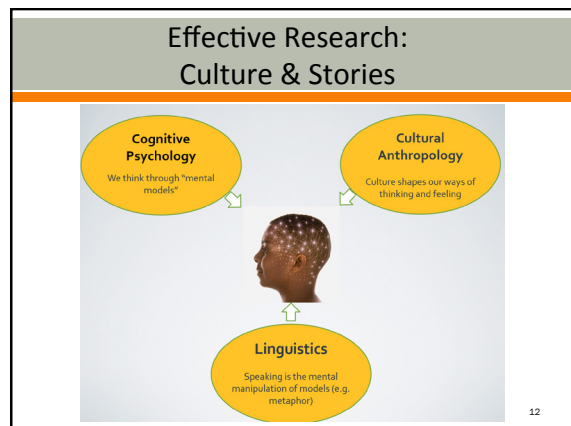 Effective Research:
Culture & Stories
Cognitive
Psychology
We think through "mental
models"
Cultural
Anthropology
Culture shapes our ways of
thinking and feeling
Linguistics
Speaking is the mental
manipulation of models (e.g.
metaphor)
12